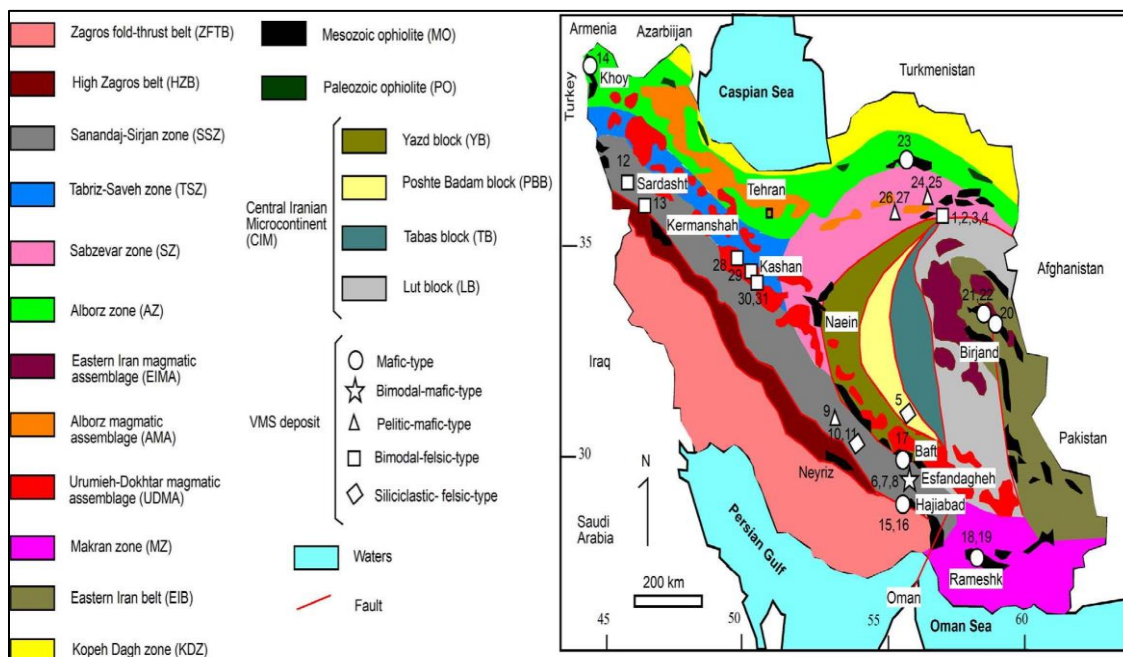 Zagros fold-thrust belt (ZFTB)
High Zagros belt (HZB)
Sanandaj-Sirjan zone (SSZ)
Tabriz-Saveh zone (TSZ)
Sabzevar zone (SZ)
Alborz zone (AZ)
Eastern Iran magmatic
assemblage (EIMA)
Alborz magmatic
assemblage (AMA)
Urumieh-Dokhtar magmatic
assemblage (UDMA)
Makran zone (MZ)
Eastern Iran belt (EIB)
Kopeh Dagh zone (KDZ)
Mesozoic ophiolite (MO)
Paleozoic ophiolite (PO)
Central Iranian
Microcontinent
(CIM)
Yazd block (YB)
Poshte Badam block (PBB)
Tabas block (TB)
Lut block (LB)
VMS deposit
Mafic-type
Bimodal-mafic-type
Pelitic-mafic-type
Bimodal-felsic-type
Siliciclastic- felsic-type
Waters
Fault
Armenia
Azarbiijan
Turkey
14
Khoy
Caspian Sea
Turkmenistan
23
12
Sardasht
13
Tehran
24,25
26,27
1,2,3,4
Kermanshah
35
28
29
Kashan
30,31
Afghanistan
21,22
20
Naein
Birjand
Iraq
5
9
10,11
17
Baft
Pakistan
30
Neyriz
N
6,7,8
Esfandagheh
Hajiabad
15,16
Saudi
Arabia
Persian Gulf
18,19
Rameshk
200 km
Oman
Oman Sea
45
50
55
60